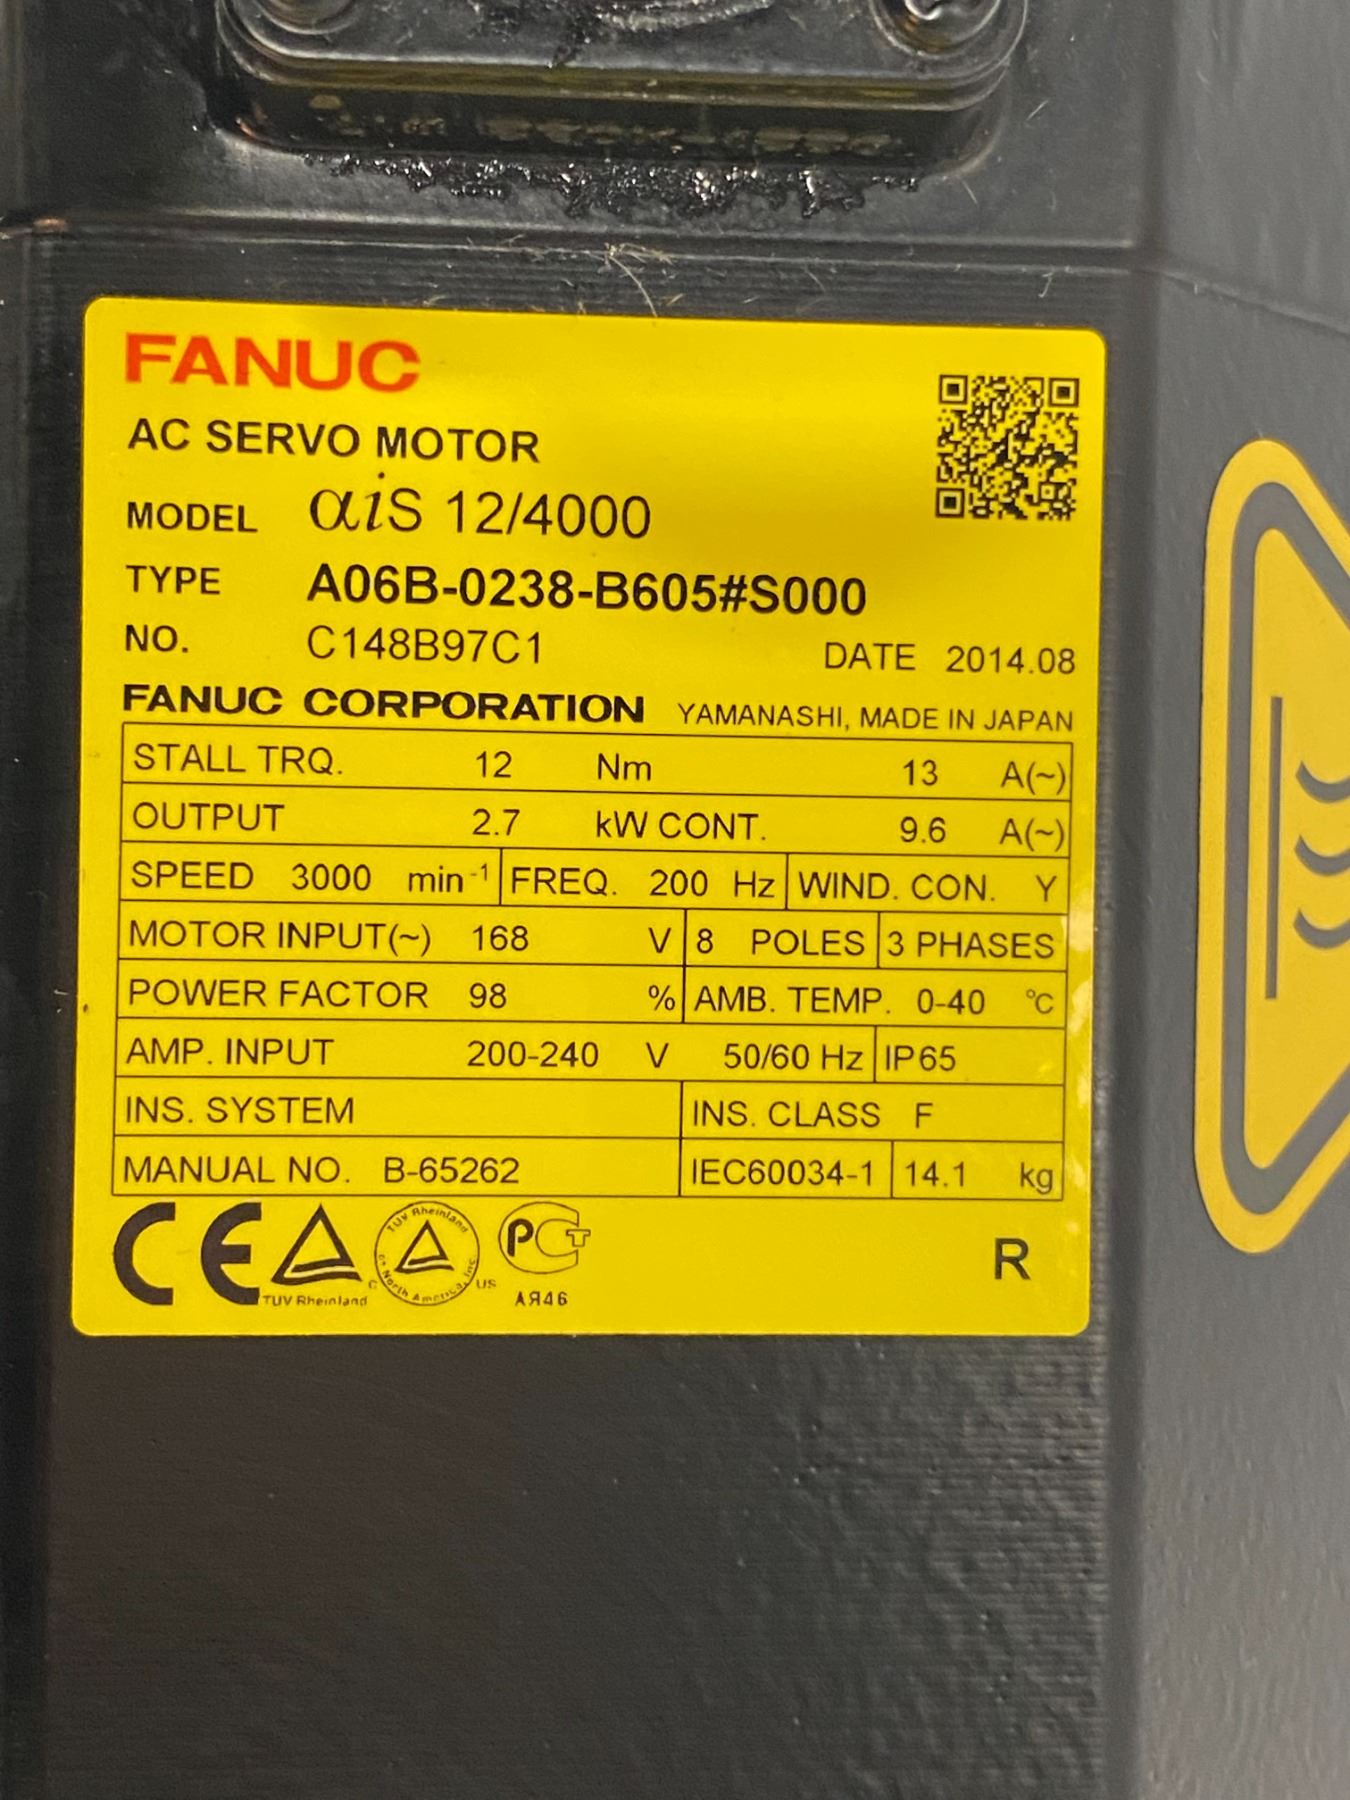 FANUC
AC SERVO MOTOR
MODEL αiS 12/4000
TYPE A06B-0238-B605#S000
NO. C148B97C1 DATE 2014.08
FANUC CORPORATION YAMANASHI, MADE IN JAPAN
STALL TRQ. 12 Nm 13 A(~)
OUTPUT 2.7 kW CONT. 9.6 A(~)
SPEED 3000 min⁻¹ FREQ. 200 Hz WIND. CON. Y
MOTOR INPUT(~) 168 V 8 POLES 3 PHASES
POWER FACTOR 98 % AMB. TEMP. 0-40 °C
AMP. INPUT 200-240 V 50/60 Hz IP65
INS. SYSTEM INS. CLASS F
MANUAL NO. B-65262 IEC60034-1 14.1 kg
CE TUV Rheinland TUV Rheinland of North America, Inc. C US PCT R
АЯ46